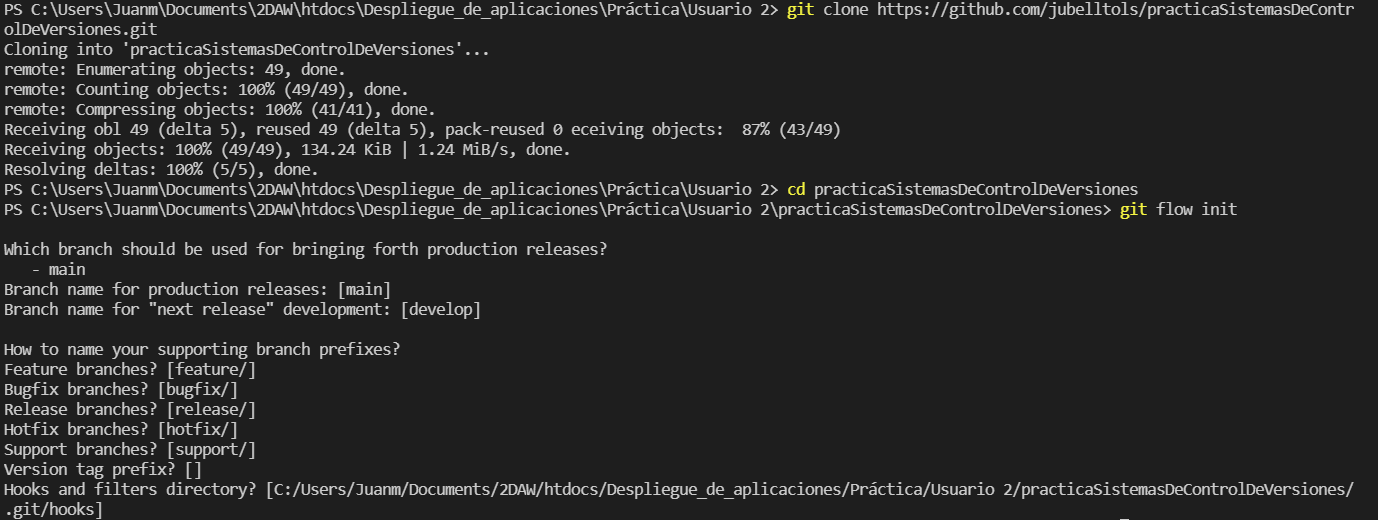 PS C:\Users\Juanm\Documents\2DAW\htdocs\Despliegue_de_aplicaciones\Práctica\Usuario 2> git clone https://github.com/jubelltols/practicaSistemasDeContr
olDeVersiones.git
Cloning into 'practicaSistemasDeControlDeVersiones'...
remote: Enumerating objects: 49, done.
remote: Counting objects: 100% (49/49), done.
remote: Compressing objects: 100% (41/41), done.
Receiving obl 49 (delta 5), reused 49 (delta 5), pack-reused 0 eceiving objects:  87% (43/49)
Receiving objects: 100% (49/49), 134.24 KiB | 1.24 MiB/s, done.
Resolving deltas: 100% (5/5), done.
PS C:\Users\Juanm\Documents\2DAW\htdocs\Despliegue_de_aplicaciones\Práctica\Usuario 2> cd practicaSistemasDeControlDeVersiones
PS C:\Users\Juanm\Documents\2DAW\htdocs\Despliegue_de_aplicaciones\Práctica\Usuario 2\practicaSistemasDeControlDeVersiones> git flow init

Which branch should be used for bringing forth production releases?
   - main
Branch name for production releases: [main]
Branch name for "next release" development: [develop]

How to name your supporting branch prefixes?
Feature branches? [feature/]
Bugfix branches? [bugfix/]
Release branches? [release/]
Hotfix branches? [hotfix/]
Support branches? [support/]
Version tag prefix? []
Hooks and filters directory? [C:/Users/Juanm/Documents/2DAW/htdocs/Despliegue_de_aplicaciones/Práctica/Usuario 2/practicaSistemasDeControlDeVersiones/
.git/hooks]